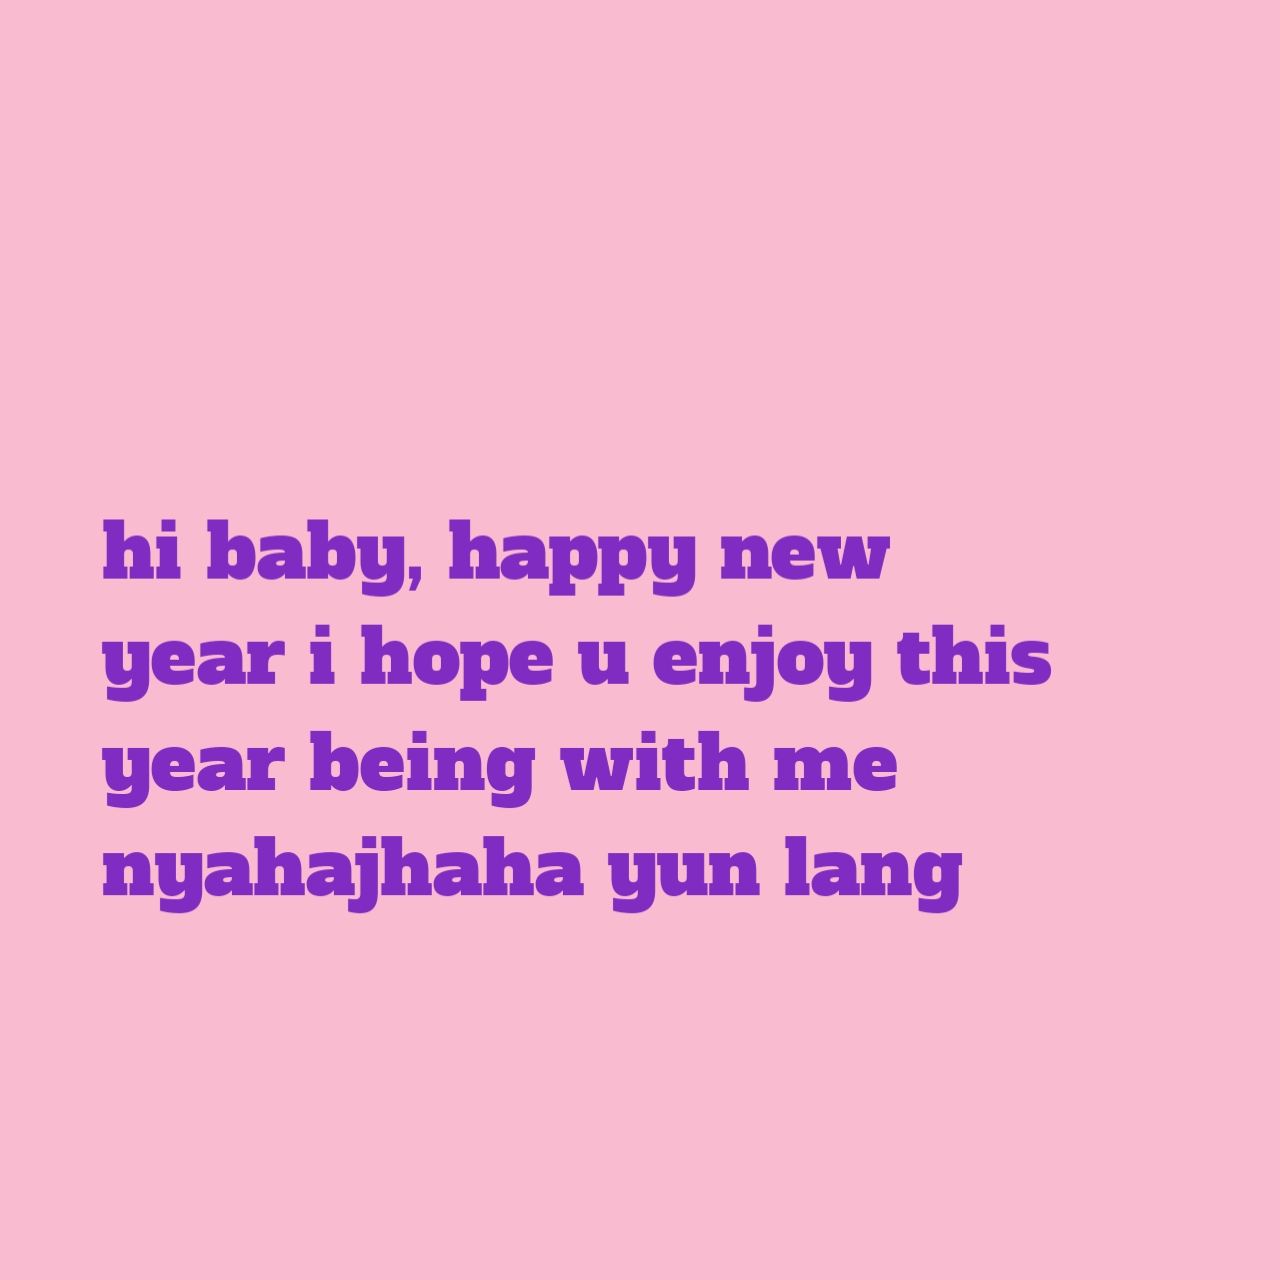 hi baby, happy new
year i hope u enjoy this
year being with me
nyahajhaha yun lang